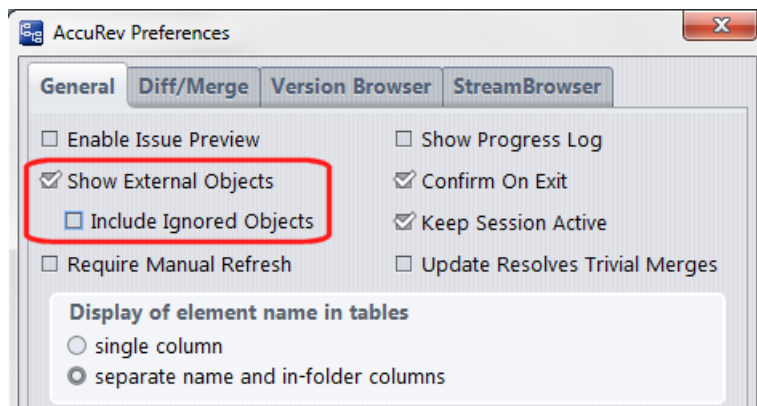 AccuRev Preferences
General Diff/Merge Version Browser StreamBrowser
Enable Issue Preview Show Progress Log
Show External Objects Confirm On Exit
Include Ignored Objects Keep Session Active
Require Manual Refresh Update Resolves Trivial Merges
Display of element name in tables
single column
separate name and in-folder columns